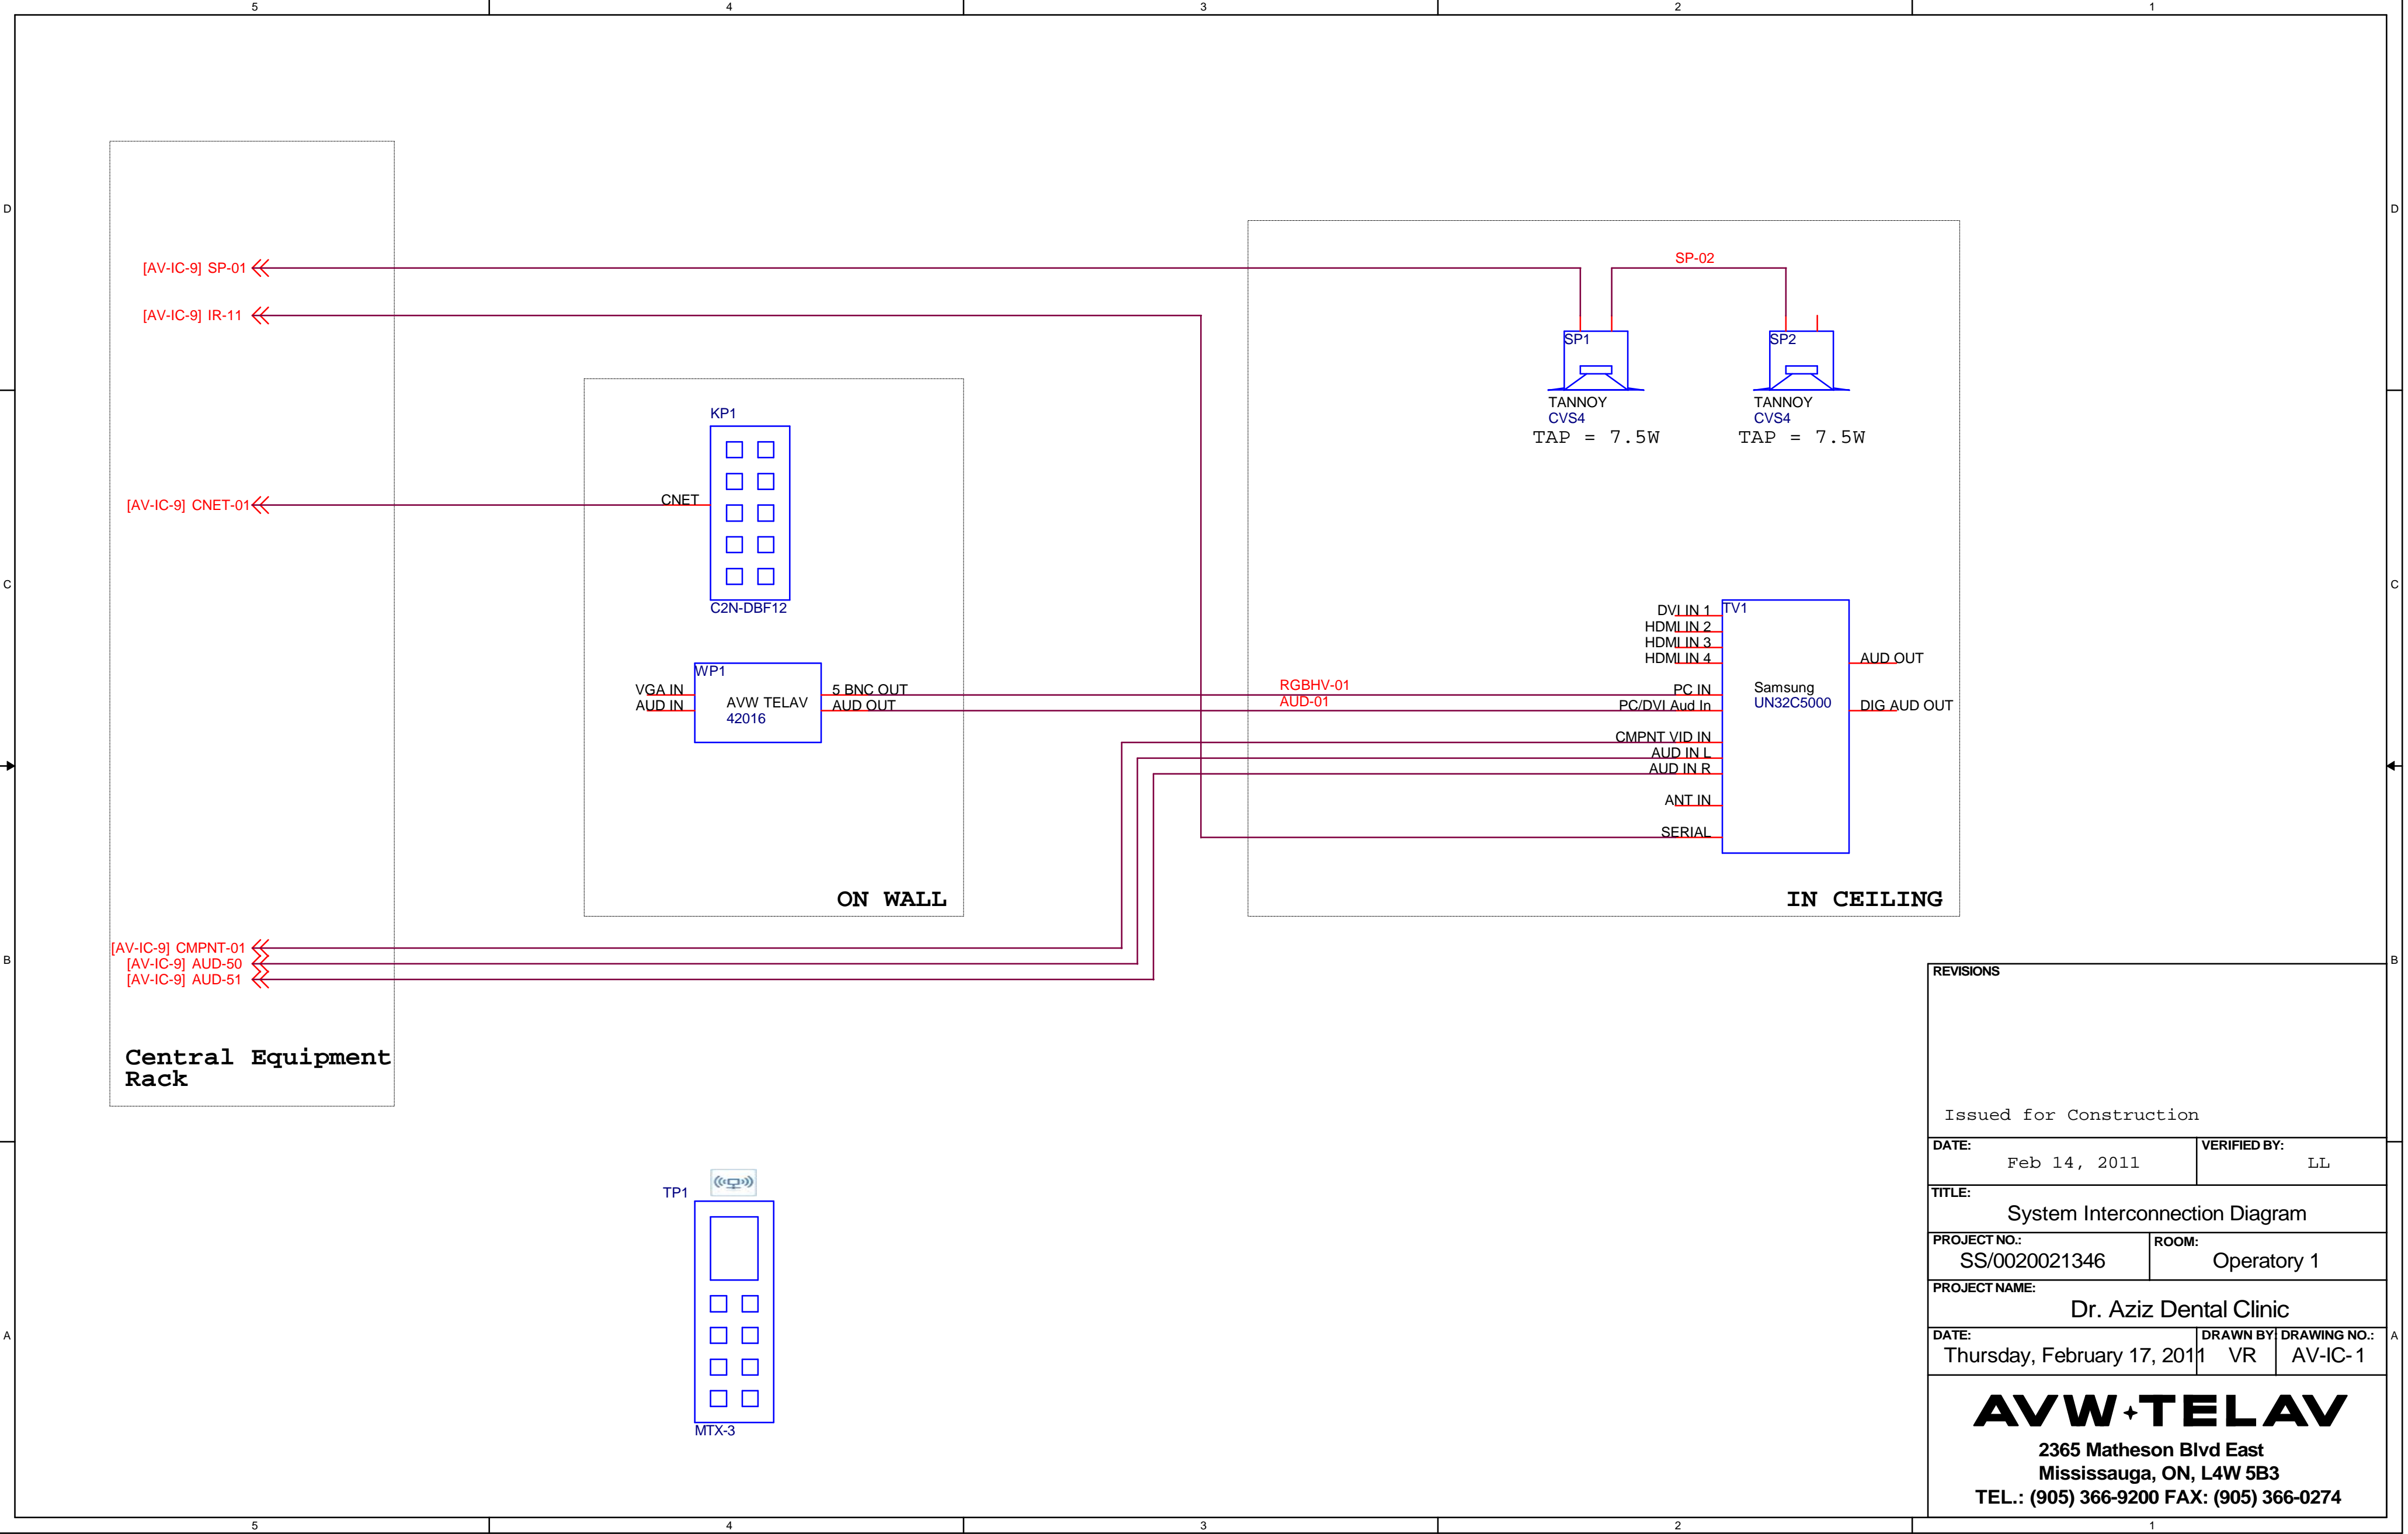 5 4 3 2 1
D D
[AV-IC-9] SP-01
SP-02
[AV-IC-9] IR-11
SP1 SP2
TANNOY TANNOY
CVS4 CVS4
TAP = 7.5W TAP = 7.5W
KP1
[AV-IC-9] CNET-01
CNET
C2N-DBF12
C C
DVI IN 1 TV1
HDMI IN 2
HDMI IN 3
HDMI IN 4 AUD OUT
WP1
VGA IN 5 BNC OUT RGBHV-01 PC IN Samsung
AUD IN AVW TELAV AUD OUT AUD-01 PC/DVI Aud In UN32C5000 DIG AUD OUT
42016
CMPNT VID IN
AUD IN L
AUD IN R
ANT IN
SERIAL
ON WALL
IN CEILING
[AV-IC-9] CMPNT-01
[AV-IC-9] AUD-50
[AV-IC-9] AUD-51
B B
Central Equipment
Rack
TP1
MTX-3
REVISIONS
Issued for Construction
DATE: VERIFIED BY:
Feb 14, 2011 LL
TITLE:
System Interconnection Diagram
PROJECT NO.: ROOM:
SS/0020021346 Operatory 1
PROJECT NAME:
Dr. Aziz Dental Clinic
A A
DATE: DRAWN BY: DRAWING NO.:
Thursday, February 17, 2011 VR AV-IC-1
AVW TELAV
2365 Matheson Blvd East
Mississauga, ON, L4W 5B3
TEL.: (905) 366-9200 FAX: (905) 366-0274
5 4 3 2 1